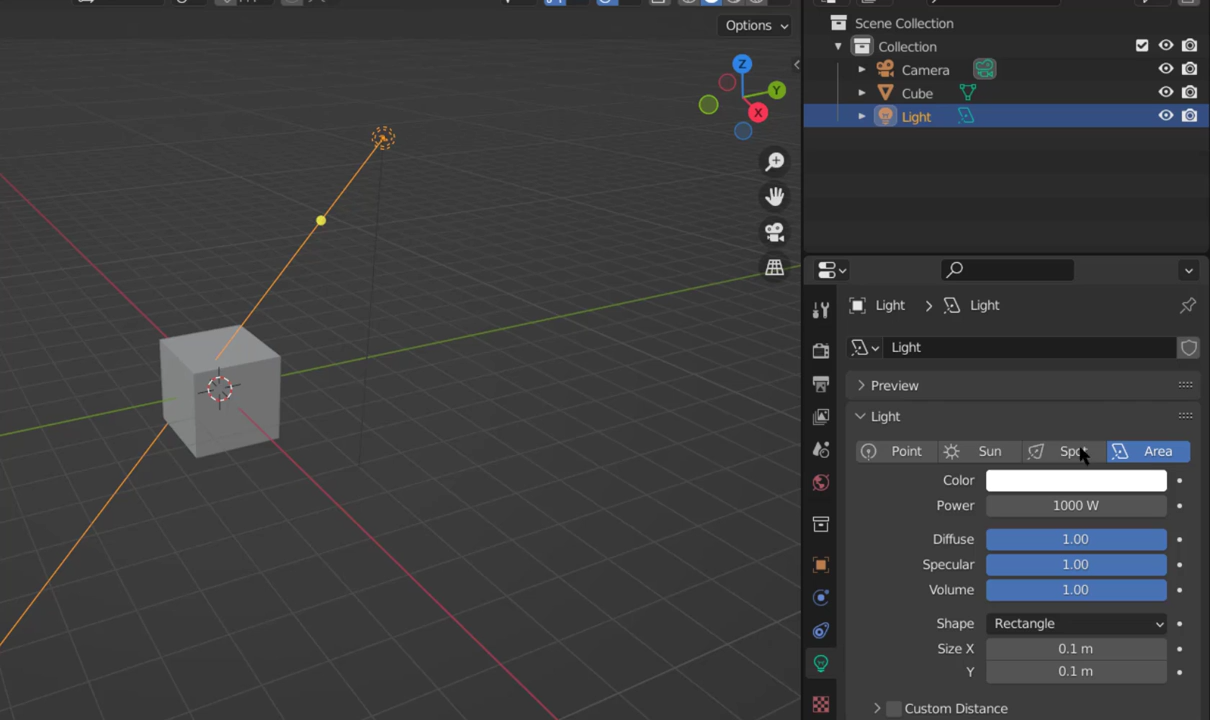 Options
Z
Y
X
Scene Collection
Collection
Camera
Cube
Light
Light > Light
Light
Preview
Light
Point Sun Spot Area
Color
Power 1000 W
Diffuse 1.00
Specular 1.00
Volume 1.00
Shape Rectangle
Size X 0.1 m
Y 0.1 m
Custom Distance